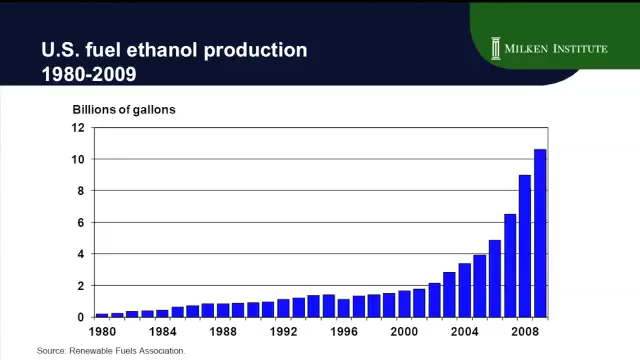 U.S. fuel ethanol production
1980-2009
MILKEN INSTITUTE
Billions of gallons
12
10
8
6
4
2
0
1980 1984 1988 1992 1996 2000 2004 2008
Source: Renewable Fuels Association.